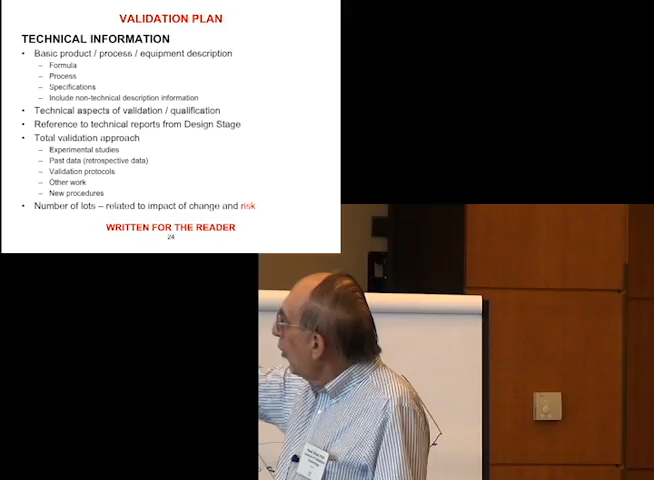 VALIDATION PLAN
TECHNICAL INFORMATION
• Basic product / process / equipment description
– Formula
– Process
– Specifications
– Include non-technical description information
• Technical aspects of validation / qualification
• Reference to technical reports from Design Stage
• Total validation approach
– Experimental studies
– Past data (retrospective data)
– Validation protocols
– Other work
– New procedures
• Number of lots – related to impact of change and risk
WRITTEN FOR THE READER
24